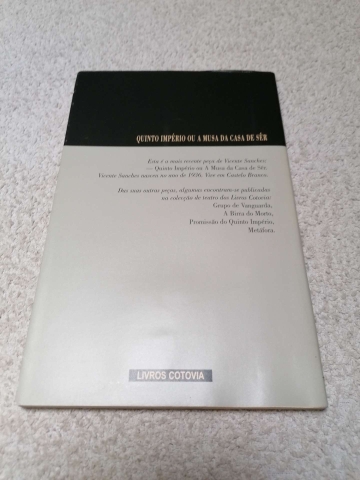 QUINTO IMPÉRIO OU A MUSA DA CASA DE SÊR
Esta é a mais recente peça de Vicente Sanches:
— Quinto Império ou A Musa da Casa de Sêr.
Vicente Sanches nasceu no ano de 1936. Vive em Castelo Branco.
Das suas outras peças, algumas encontram-se publicadas
na colecção de teatro dos Livros Cotovia:
Grupo de Vanguarda,
A Birra do Morto,
Promissão do Quinto Império,
Metáfora.
LIVROS COTOVIA